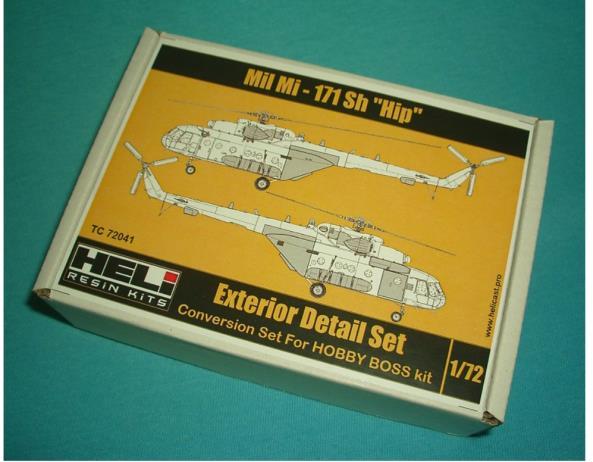 Mil Mi - 171 Sh "Hip"
TC 72041
HELi
RESIN KITS
Exterior Detail Set
Conversion Set For HOBBY BOSS kit
1/72
www.helicast.pro